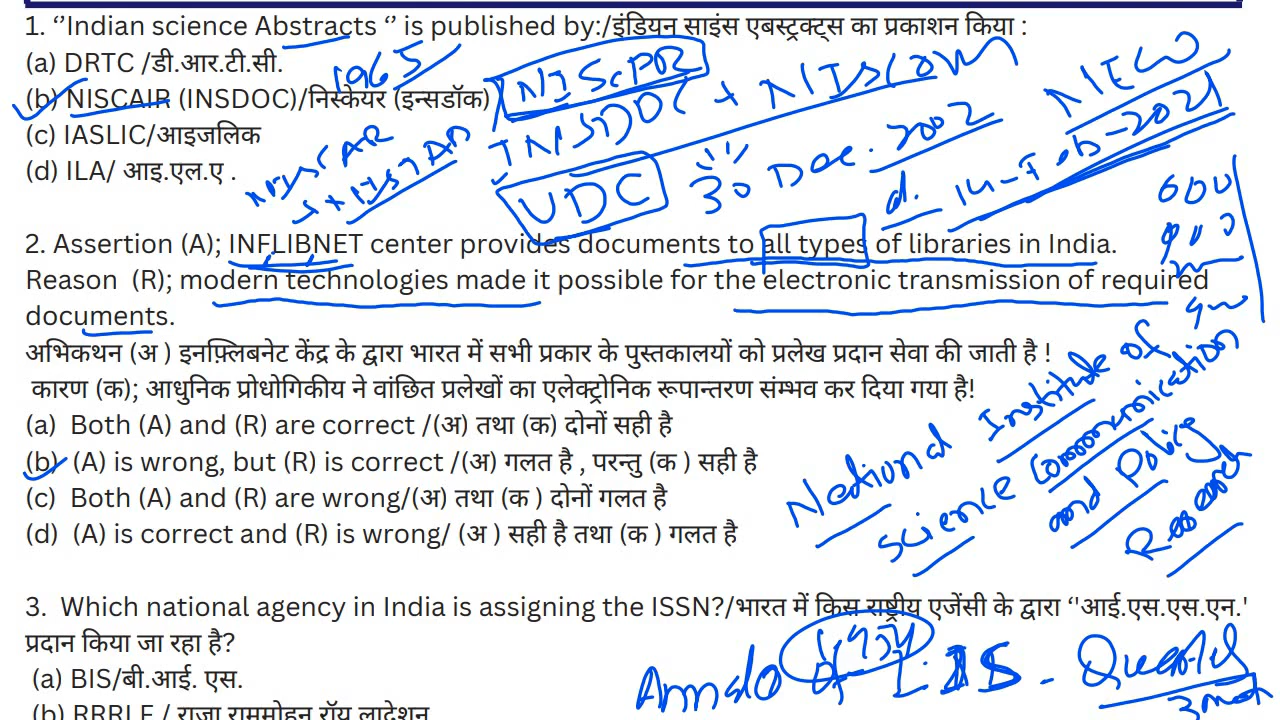 1. “Indian science Abstracts “ is published by:/इंडियन साइंस एबस्ट्रक्ट्स का प्रकाशन किया :
(a) DRTC /डी.आर.टी.सी.
1965
NIScPR
(b) NISCAIR (INSDOC)/निस्केयर (इन्सडॉक)
INSDOC + NISCOM
NEW
(c) IASLIC/आइजलिक
(d) ILA/ आइ.एल.ए .
UDC
30 Dec. 2002
d. 14-Feb-2021
600
900
2. Assertion (A); INFLIBNET center provides documents to all types of libraries in India.
Reason (R); modern technologies made it possible for the electronic transmission of required
documents.
अभिकथन (अ ) इनफ़्लिबनेट केंद्र के द्वारा भारत में सभी प्रकार के पुस्तकालयों को प्रलेख प्रदान सेवा की जाती है !
कारण (क); आधुनिक प्रोधोगिकीय ने वांछित प्रलेखों का एलेक्ट्रोनिक रूपान्तरण संम्भव कर दिया गया है!
(a) Both (A) and (R) are correct /(अ) तथा (क) दोनों सही है
(b) (A) is wrong, but (R) is correct /(अ) गलत है , परन्तु (क ) सही है
(c) Both (A) and (R) are wrong/(अ) तथा (क ) दोनों गलत है
(d) (A) is correct and (R) is wrong/ (अ ) सही है तथा (क ) गलत है
National Institute of
Science Communication
and Policy
Research
3. Which national agency in India is assigning the ISSN?/भारत में किस राष्ट्रीय एजेंसी के द्वारा ‘'आई.एस.एस.एन.'
प्रदान किया जा रहा है?
1954
of L.IS. -
(a) BIS/बी.आई. एस.
(b) RRRLF / राजा राममोहन रॉय लाइब्रेशन